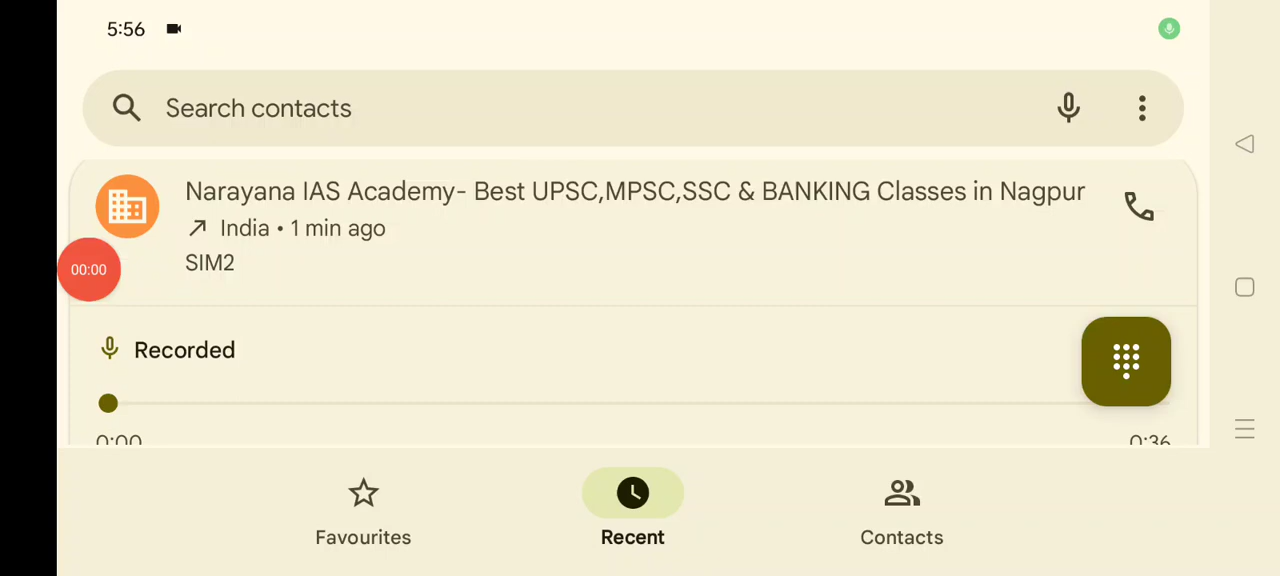 5:56
Search contacts
Narayana IAS Academy- Best UPSC,MPSC,SSC & BANKING Classes in Nagpur
India • 1 min ago
SIM2
00:00
Recorded
0:00
0:36
Favourites
Recent
Contacts